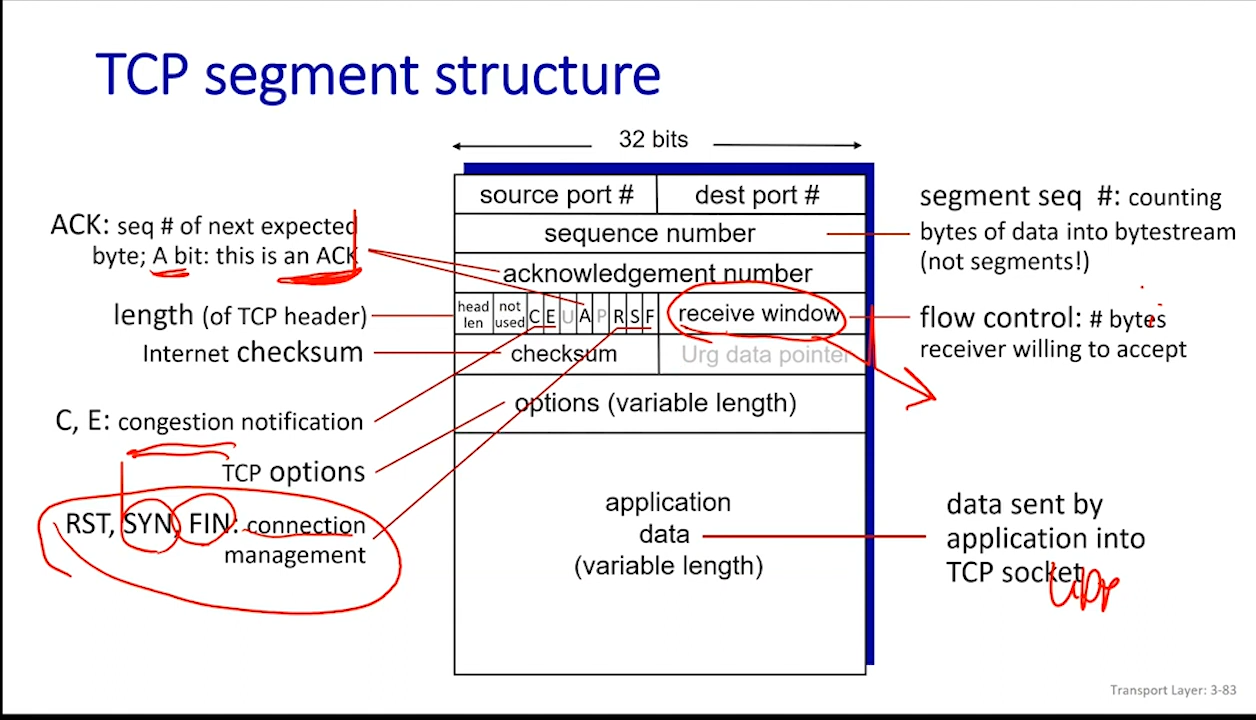 TCP segment structure
32 bits
source port #
dest port #
sequence number
acknowledgement number
head
len
not
used
C E U A P R S F
receive window
checksum
Urg data pointer
options (variable length)
application
data
(variable length)
ACK: seq # of next expected
byte; A bit: this is an ACK
length (of TCP header)
Internet checksum
C, E: congestion notification
TCP options
RST, SYN, FIN: connection
management
segment seq #: counting
bytes of data into bytestream
(not segments!)
flow control: # bytes
receiver willing to accept
data sent by
application into
TCP socket
Transport Layer: 3-83